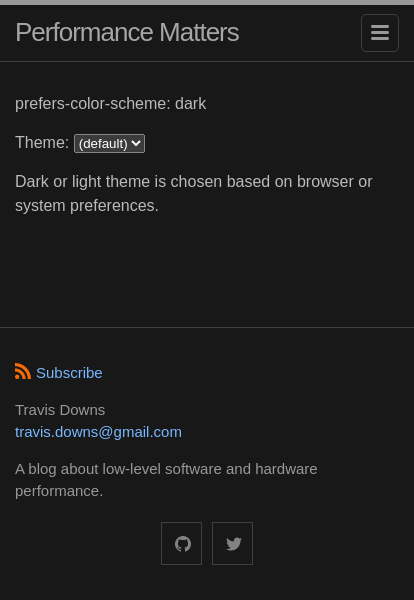 Performance Matters
prefers-color-scheme: dark
Theme: (default)
Dark or light theme is chosen based on browser or
system preferences.
Subscribe
Travis Downs
travis.downs@gmail.com
A blog about low-level software and hardware
performance.